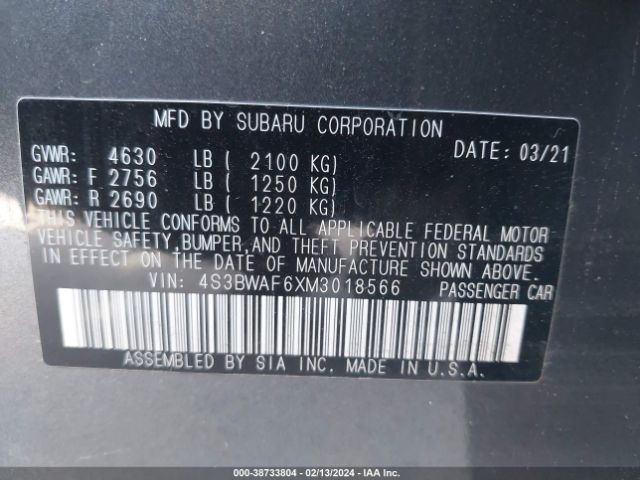 MFD BY SUBARU CORPORATION
DATE: 03/21
GVWR: 4630 LB ( 2100 KG)
GAWR: F 2756 LB ( 1250 KG)
GAWR: R 2690 LB ( 1220 KG)
THIS VEHICLE CONFORMS TO ALL APPLICABLE FEDERAL MOTOR
VEHICLE SAFETY, BUMPER, AND THEFT PREVENTION STANDARDS
IN EFFECT ON THE DATE OF MANUFACTURE SHOWN ABOVE.
VIN: 4S3BWAF6XM3018566 PASSENGER CAR
ASSEMBLED BY SIA INC. MADE IN U.S.A.
000-38733804 - 02/13/2024 - IAA Inc.